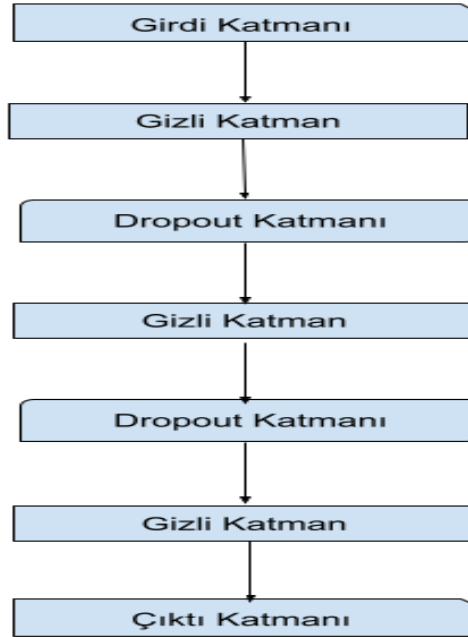 Girdi Katmanı
Gizli Katman
Dropout Katmanı
Gizli Katman
Dropout Katmanı
Gizli Katman
Çıktı Katmanı